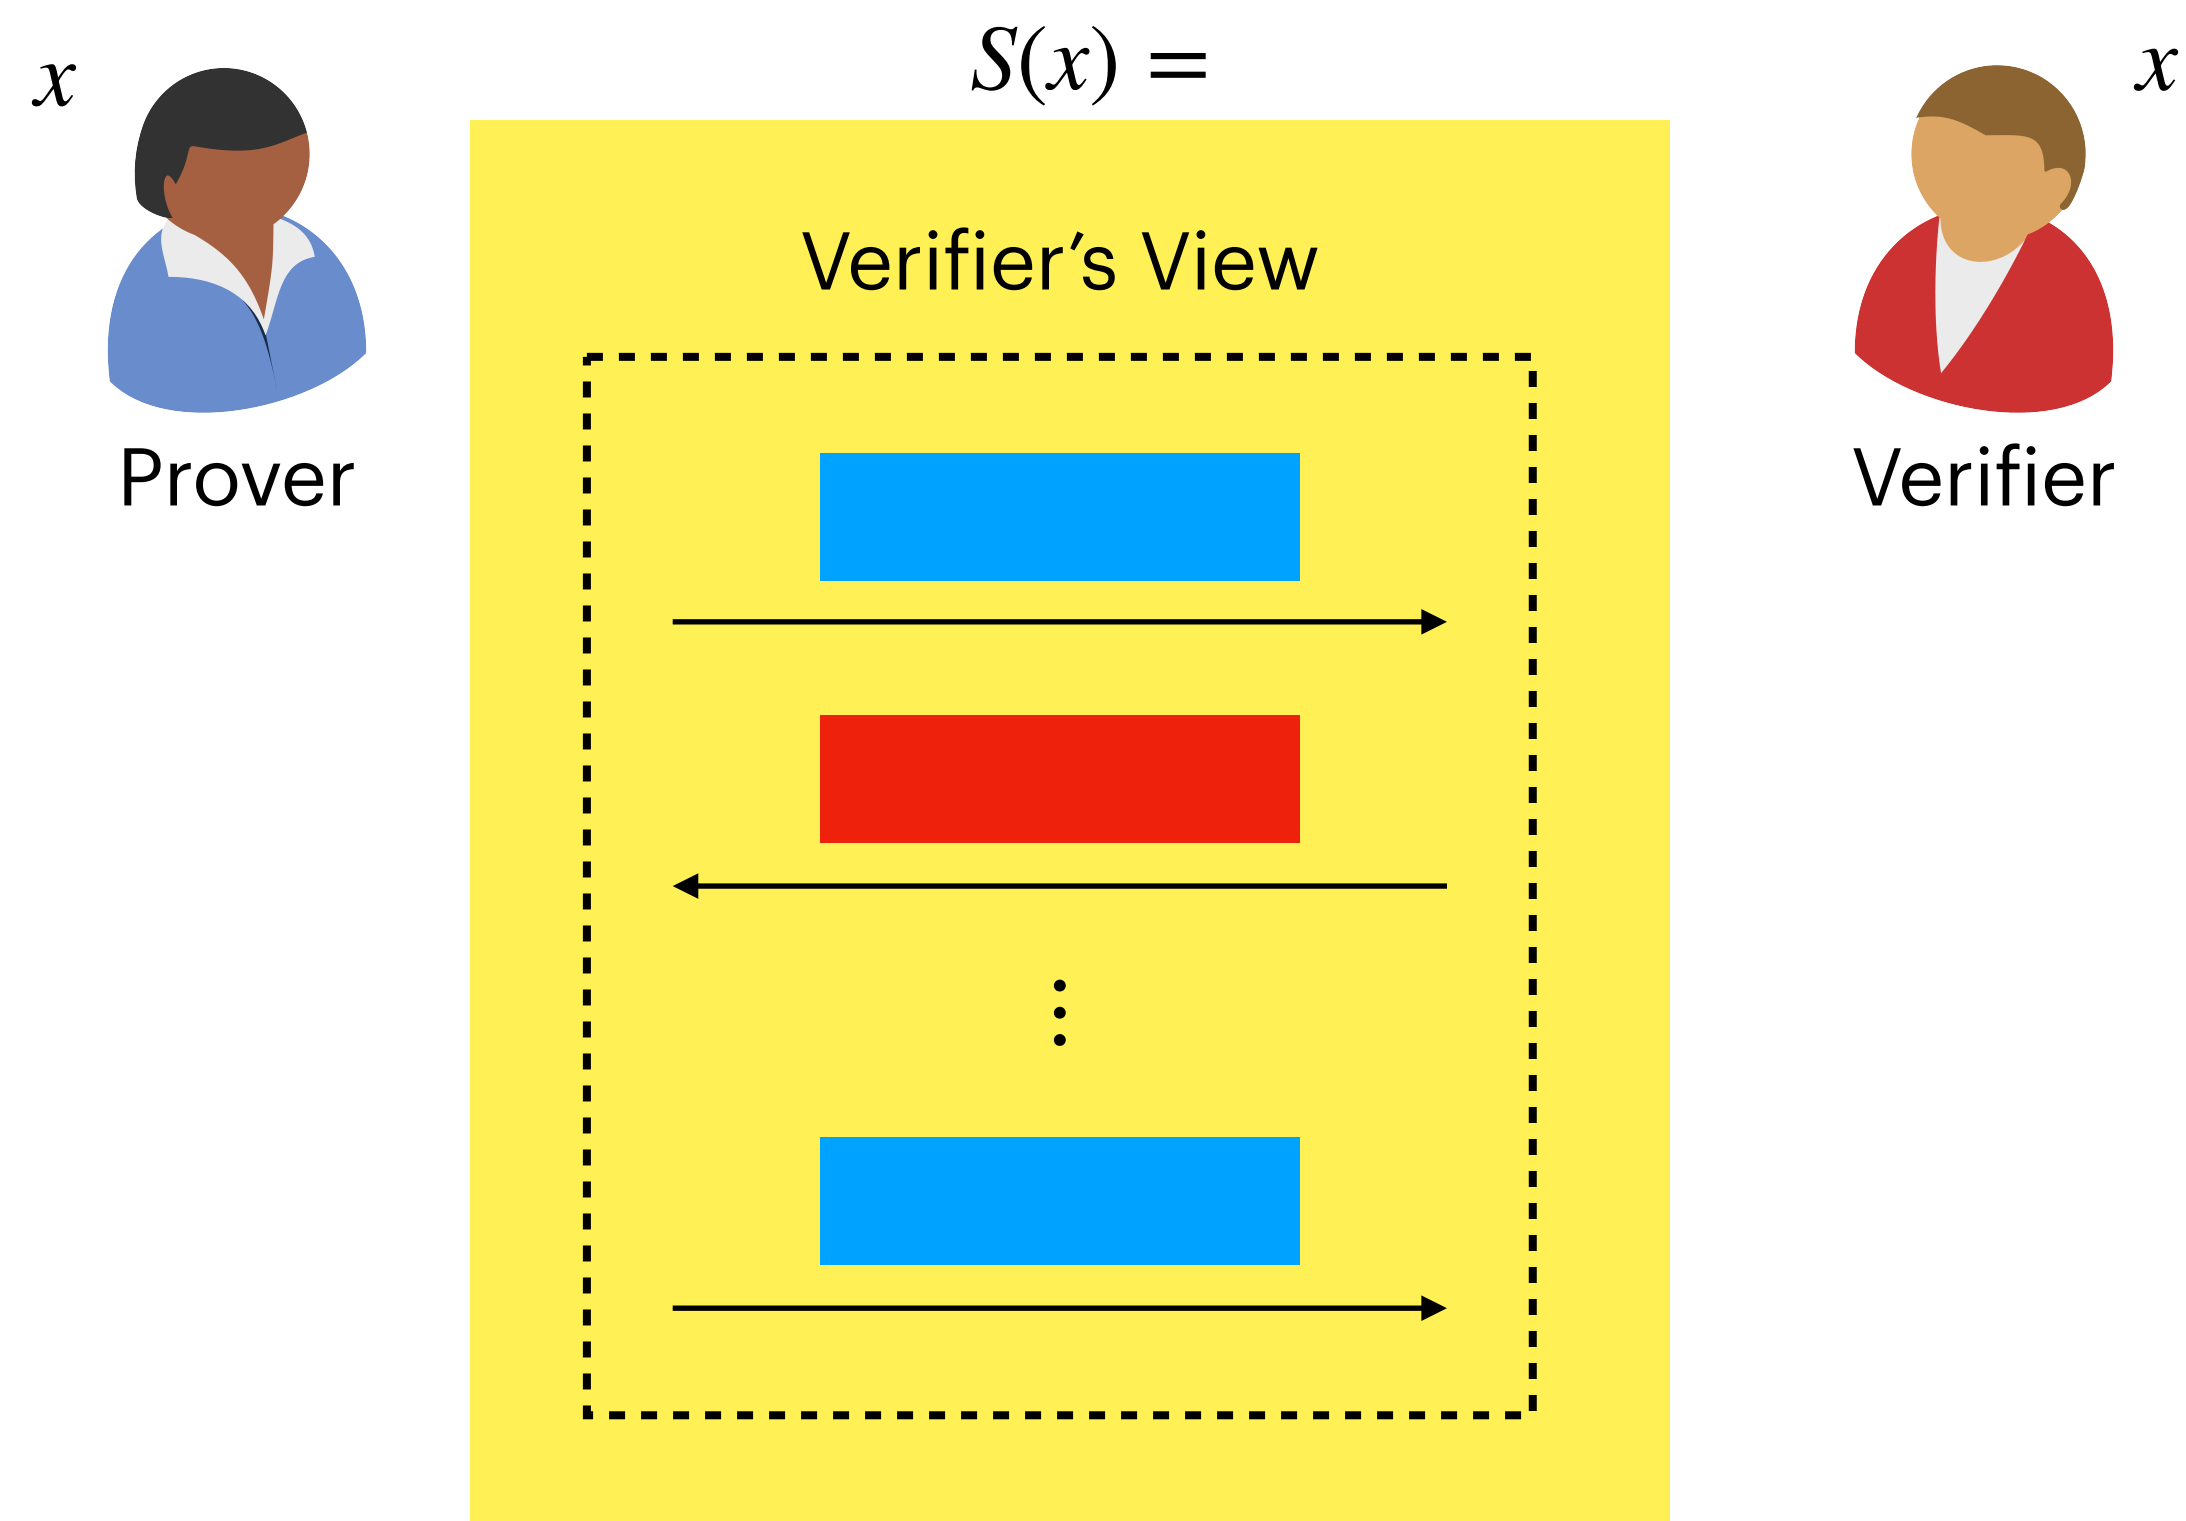 S(x) =
x
x
Verifier's View
Prover
Verifier